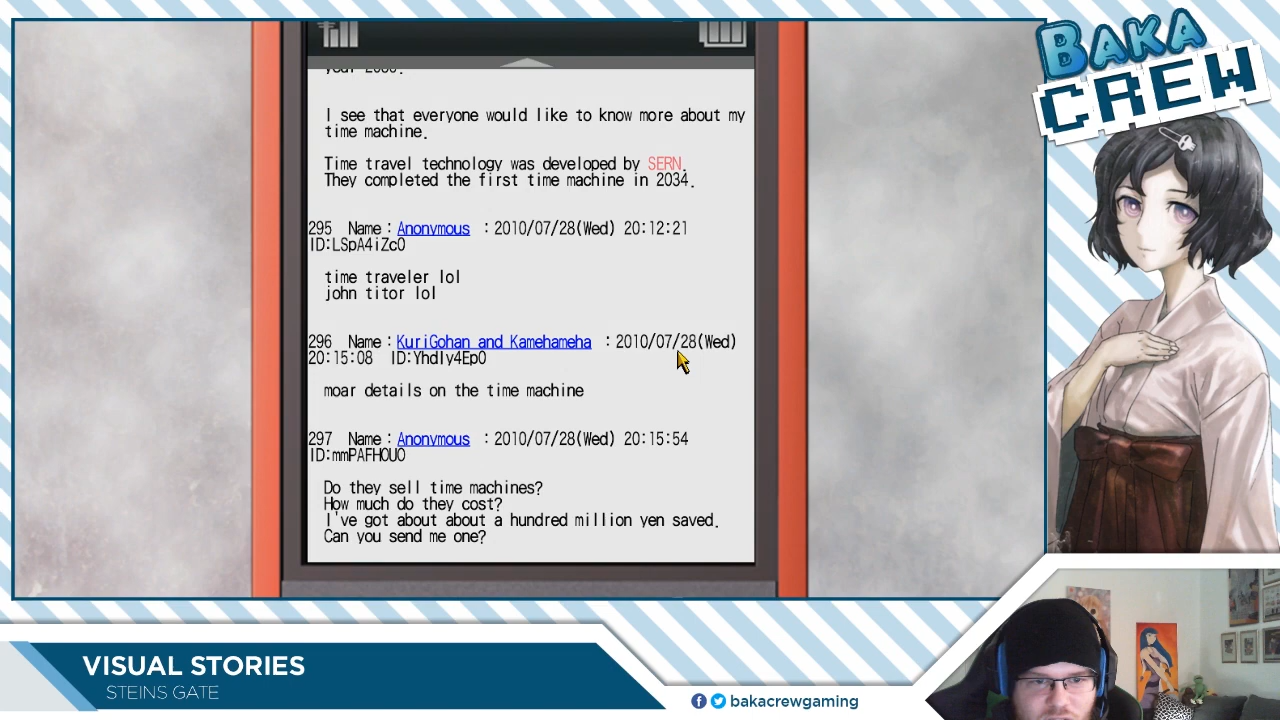 year 2036.
I see that everyone would like to know more about my
time machine.
Time travel technology was developed by SERN.
They completed the first time machine in 2034.
295 Name：Anonymous ：2010/07/28(Wed) 20:12:21
ID:LSpA4iZc0
time traveler lol
john titor lol
296 Name：KuriGohan and Kamehameha ：2010/07/28(Wed)
20:15:08 ID:YhdIy4Ep0
moar details on the time machine
297 Name：Anonymous ：2010/07/28(Wed) 20:15:54
ID:mmPAFHOU0
Do they sell time machines?
How much do they cost?
I've got about about a hundred million yen saved.
Can you send me one?
BAKA
CREW
VISUAL STORIES
STEINS GATE
bakacrewgaming